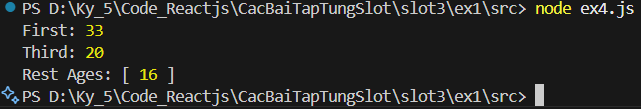 PS D:\Ky_5\Code_Reactjs\CacBaiTapTungSlot\slot3\ex1\src> node ex4.js
First: 33
Third: 20
Rest Ages: [ 16 ]
PS D:\Ky_5\Code_Reactjs\CacBaiTapTungSlot\slot3\ex1\src>